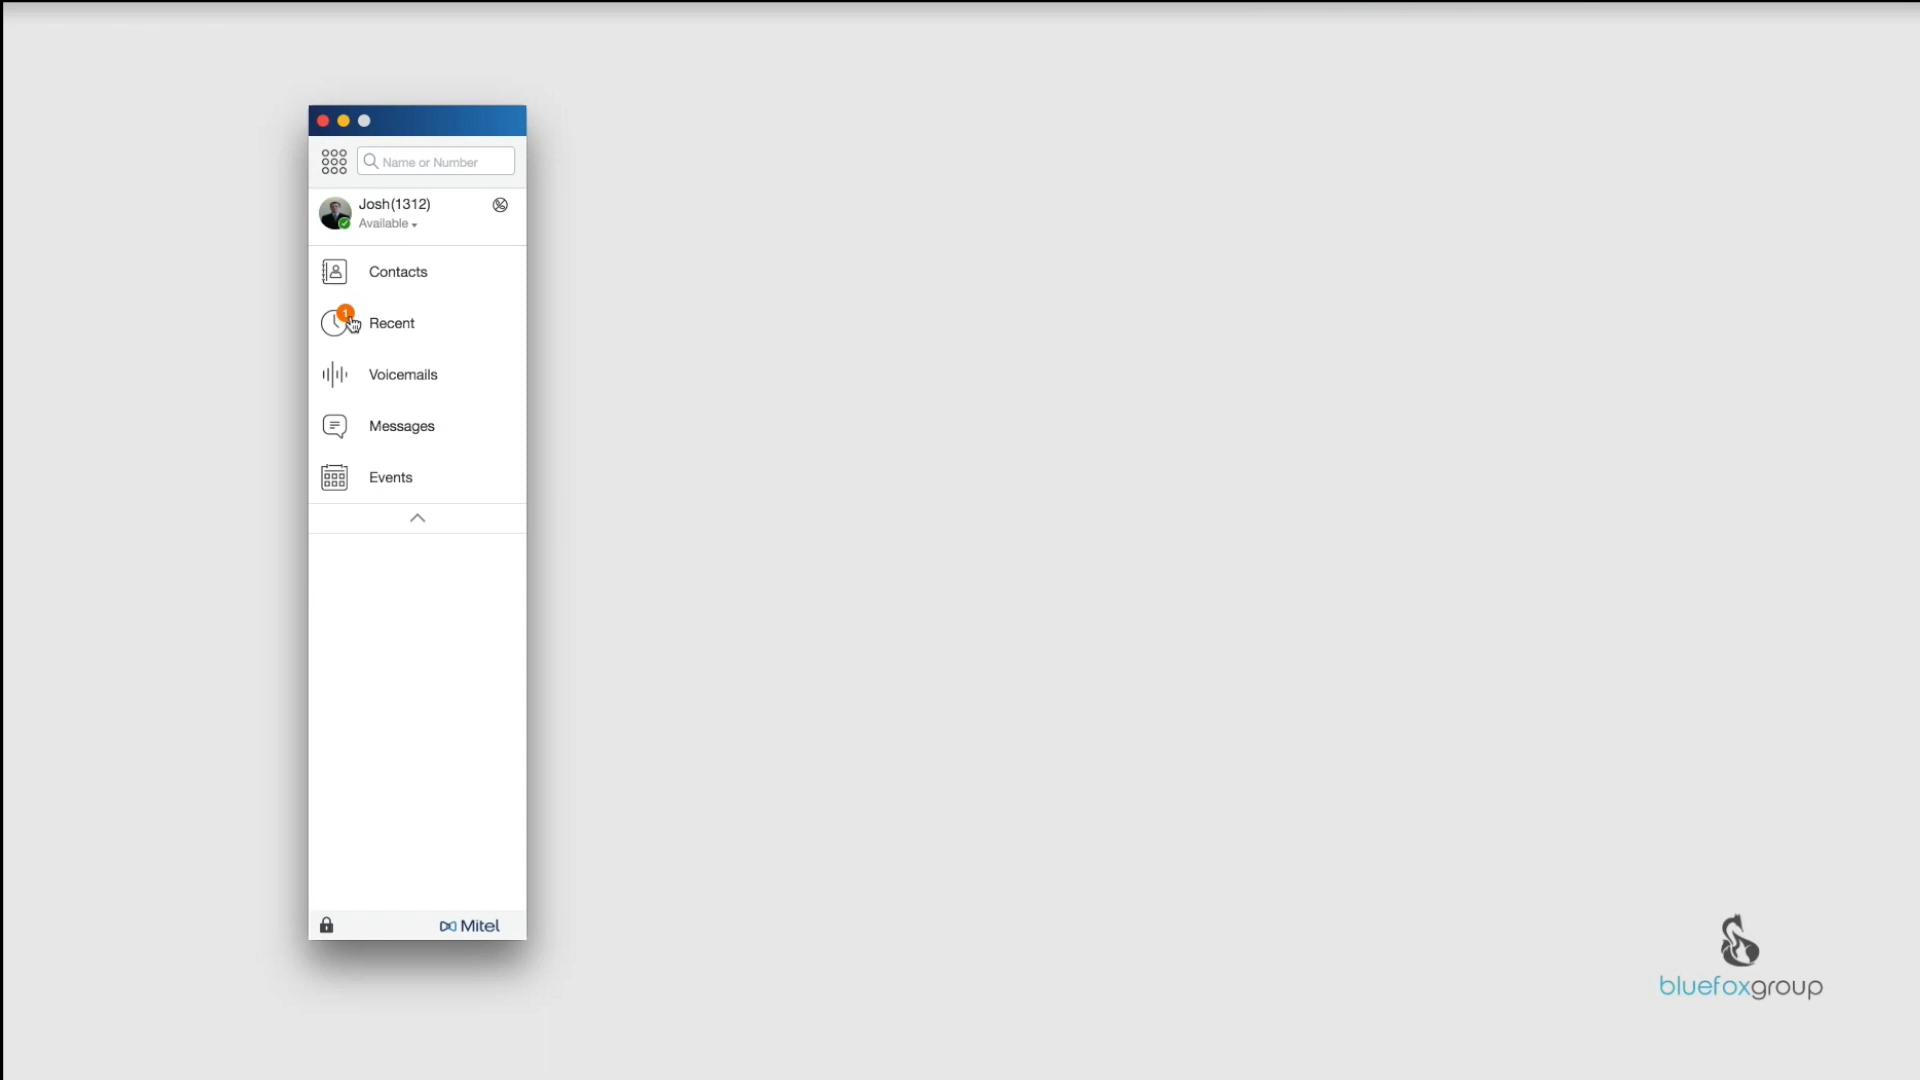 Name or Number
Josh(1312)
Available
Contacts
1
Recent
Voicemails
Messages
Events
Mitel
bluefoxgroup